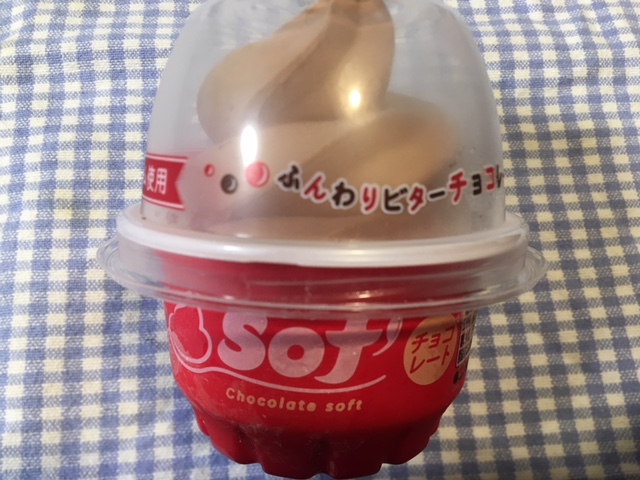 使用
ふんわりビターチョコレ
Sof'
チョコ
レート
Chocolate soft